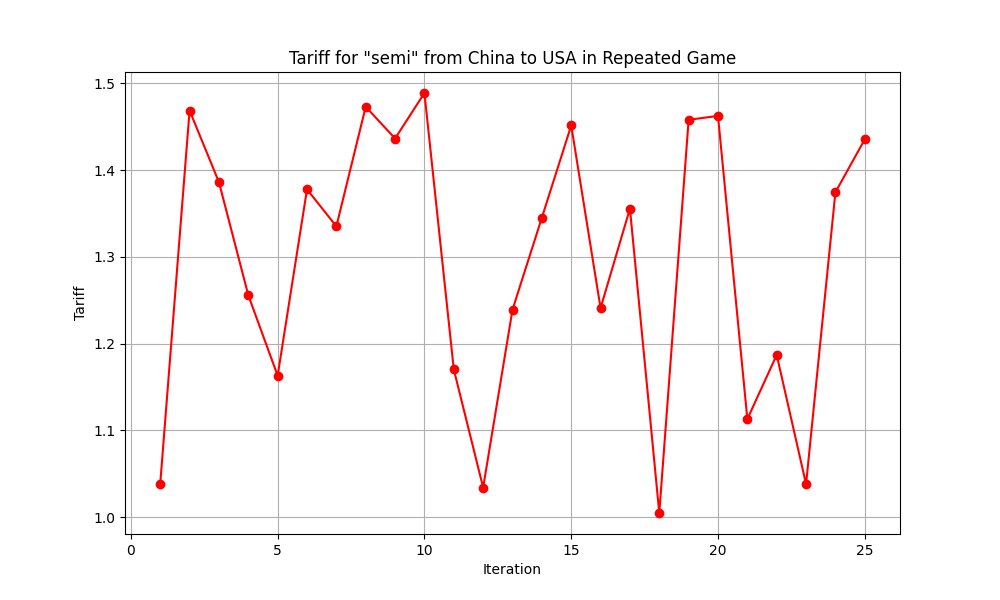 Tariff for "semi" from China to USA in Repeated Game
1.5
1.4
1.3
1.2
1.1
1.0
Tariff
0 5 10 15 20 25
Iteration